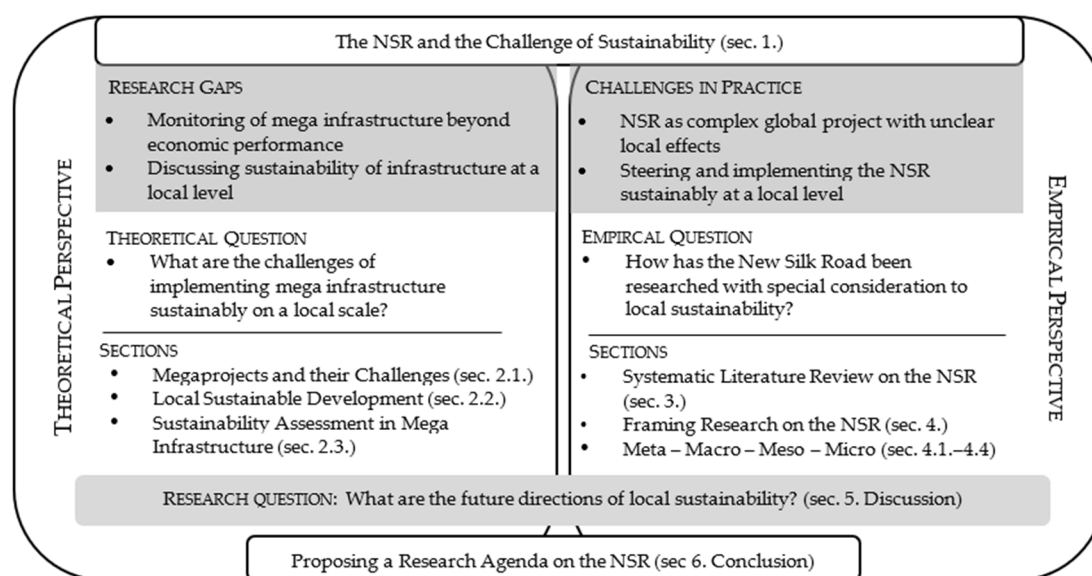 The NSR and the Challenge of Sustainability (sec. 1.)
THEORETICAL PERSPECTIVE
RESEARCH GAPS
• Monitoring of mega infrastructure beyond
economic performance
• Discussing sustainability of infrastructure at a
local level
THEORETICAL QUESTION
• What are the challenges of
implementing mega infrastructure
sustainably on a local scale?
SECTIONS
• Megaprojects and their Challenges (sec. 2.1.)
• Local Sustainable Development (sec. 2.2.)
• Sustainability Assessment in Mega
Infrastructure (sec. 2.3.)
CHALLENGES IN PRACTICE
• NSR as complex global project with unclear
local effects
• Steering and implementing the NSR
sustainably at a local level
EMPIRCAL QUESTION
• How has the New Silk Road been
researched with special consideration to
local sustainability?
SECTIONS
• Systematic Literature Review on the NSR
(sec. 3.)
• Framing Research on the NSR (sec. 4.)
• Meta – Macro – Meso – Micro (sec. 4.1.–4.4)
EMPIRICAL PERSPECTIVE
RESEARCH QUESTION: What are the future directions of local sustainability? (sec. 5. Discussion)
Proposing a Research Agenda on the NSR (sec 6. Conclusion)